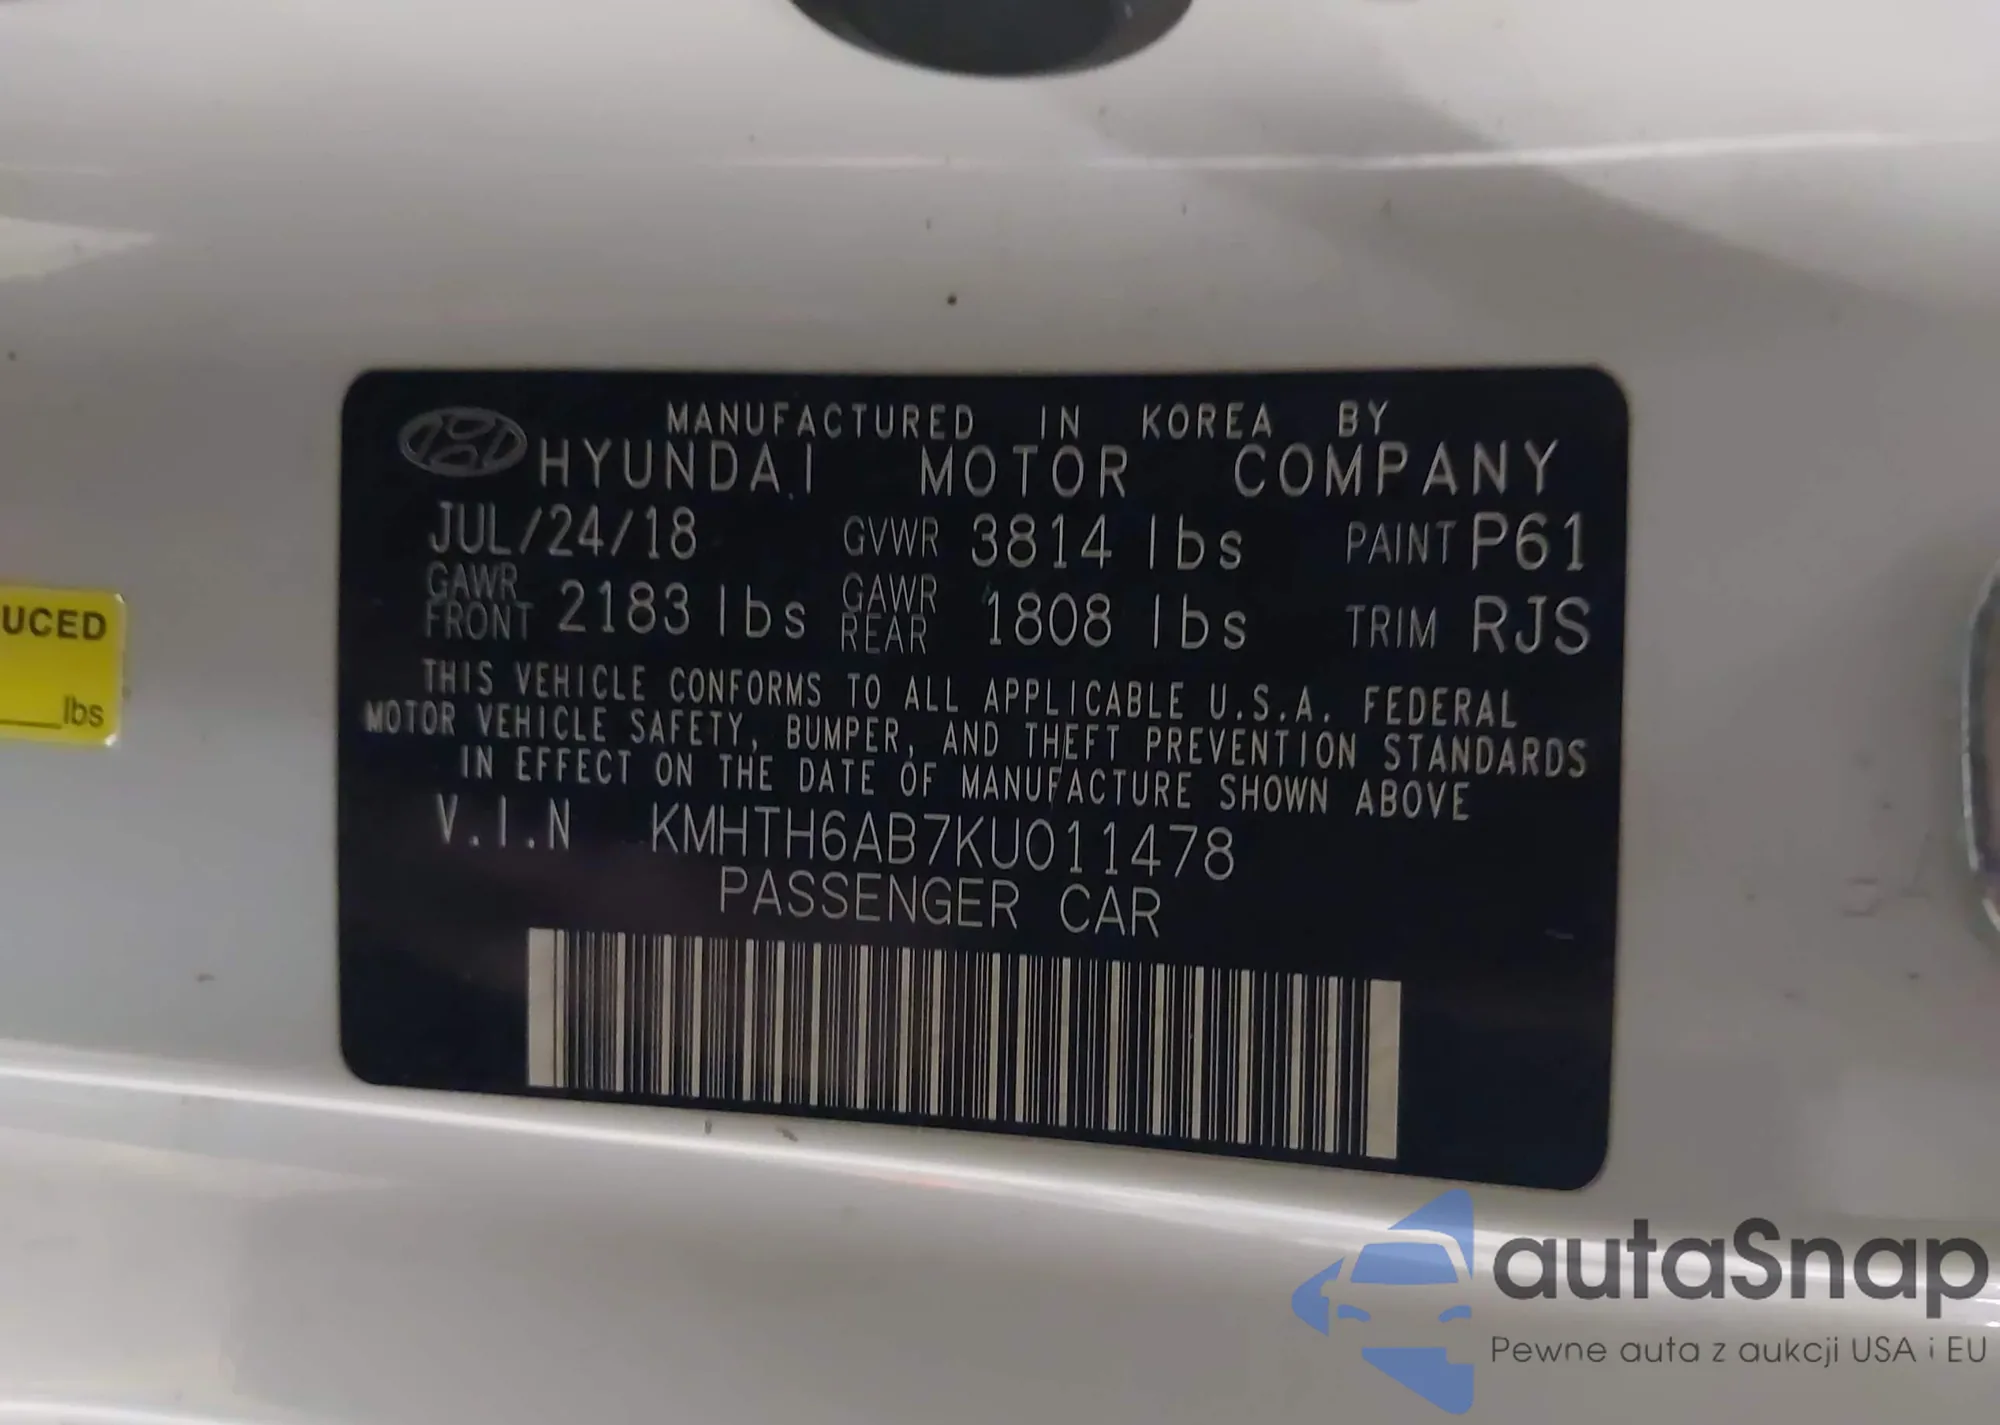 MANUFACTURED IN KOREA BY
HYUNDAI MOTOR COMPANY
JUL/24/18 GVWR 3814 lbs PAINT P61
GAWR FRONT 2183 lbs GAWR REAR 1808 lbs TRIM RJS
THIS VEHICLE CONFORMS TO ALL APPLICABLE U.S.A. FEDERAL
MOTOR VEHICLE SAFETY, BUMPER, AND THEFT PREVENTION STANDARDS
IN EFFECT ON THE DATE OF MANUFACTURE SHOWN ABOVE
V.I.N KMHTH6AB7KU011478
PASSENGER CAR
UCED
lbs
autaSnap
Pewne auta z aukcji USA i EU